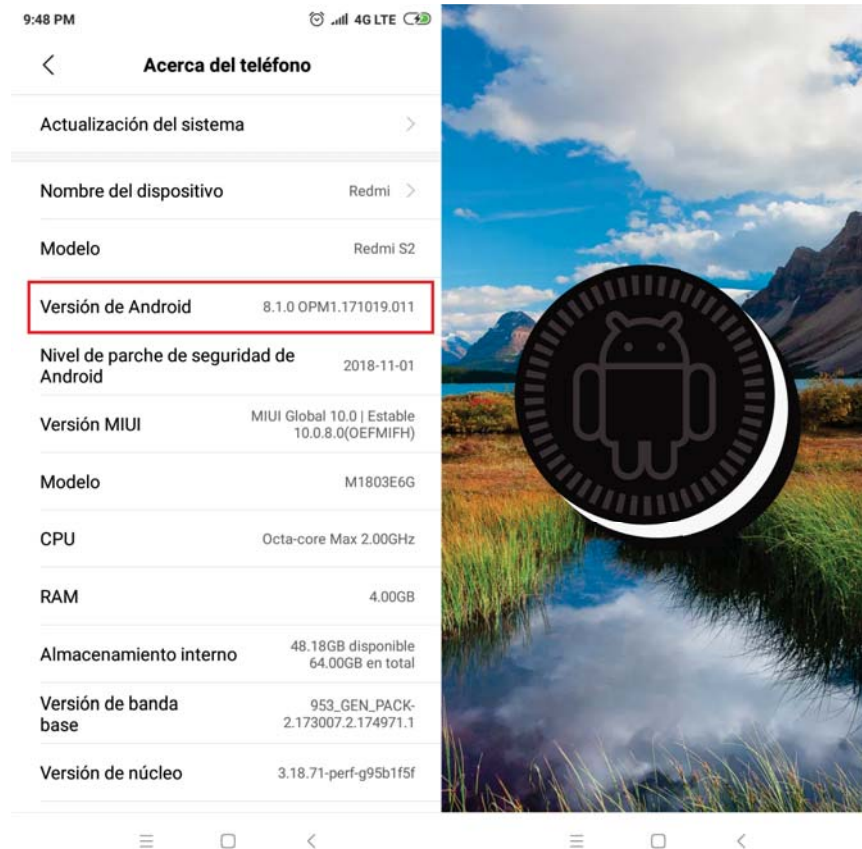 9:48 PM 4G LTE
Acerca del teléfono
Actualización del sistema
Nombre del dispositivo Redmi
Modelo Redmi S2
Versión de Android 8.1.0 OPM1.171019.011
Nivel de parche de seguridad de
Android 2018-11-01
Versión MIUI MIUI Global 10.0 | Estable
10.0.8.0(OEFMIFH)
Modelo M1803E6G
CPU Octa-core Max 2.00GHz
RAM 4.00GB
Almacenamiento interno 48.18GB disponible
64.00GB en total
Versión de banda
base 953_GEN_PACK-
2.173007.2.174971.1
Versión de núcleo 3.18.71-perf-g95b1f5f